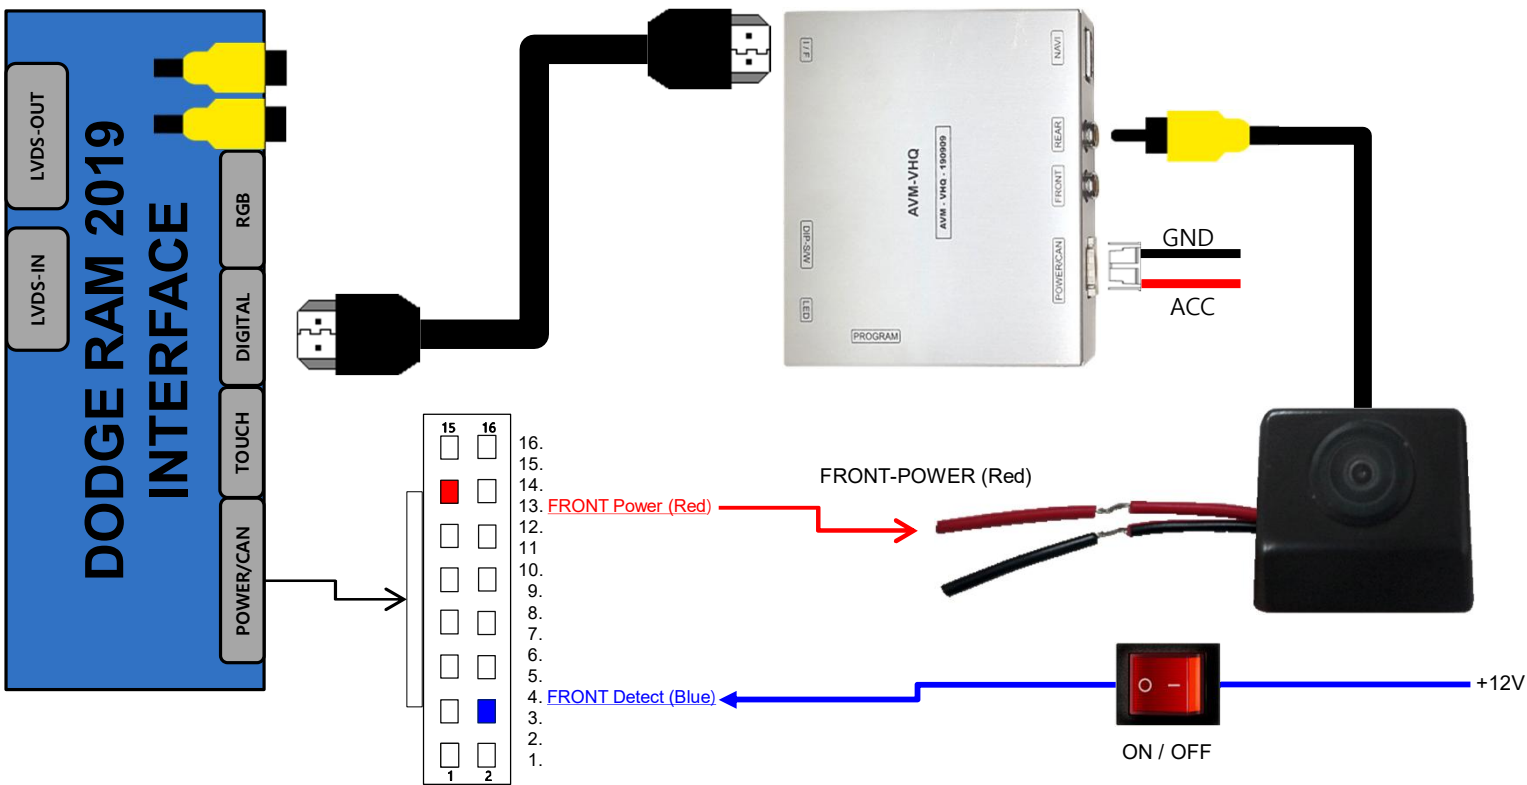 LVDS-OUT
LVDS-IN
DODGE RAM 2019
INTERFACE
RGB
DIGITAL
TOUCH
POWER/CAN
I / F
DIP-S/W
LED
PROGRAM
AVM-VHQ
AVM - VHQ - 190909
NAVI
REAR
FRONT
POWER/CAN
GND
ACC
15 16
16.
15.
14.
13. FRONT Power (Red)
12.
11
10.
9.
8.
7.
6.
5.
4. FRONT Detect (Blue)
3.
2.
1.
1 2
FRONT-POWER (Red)
+12V
ON / OFF